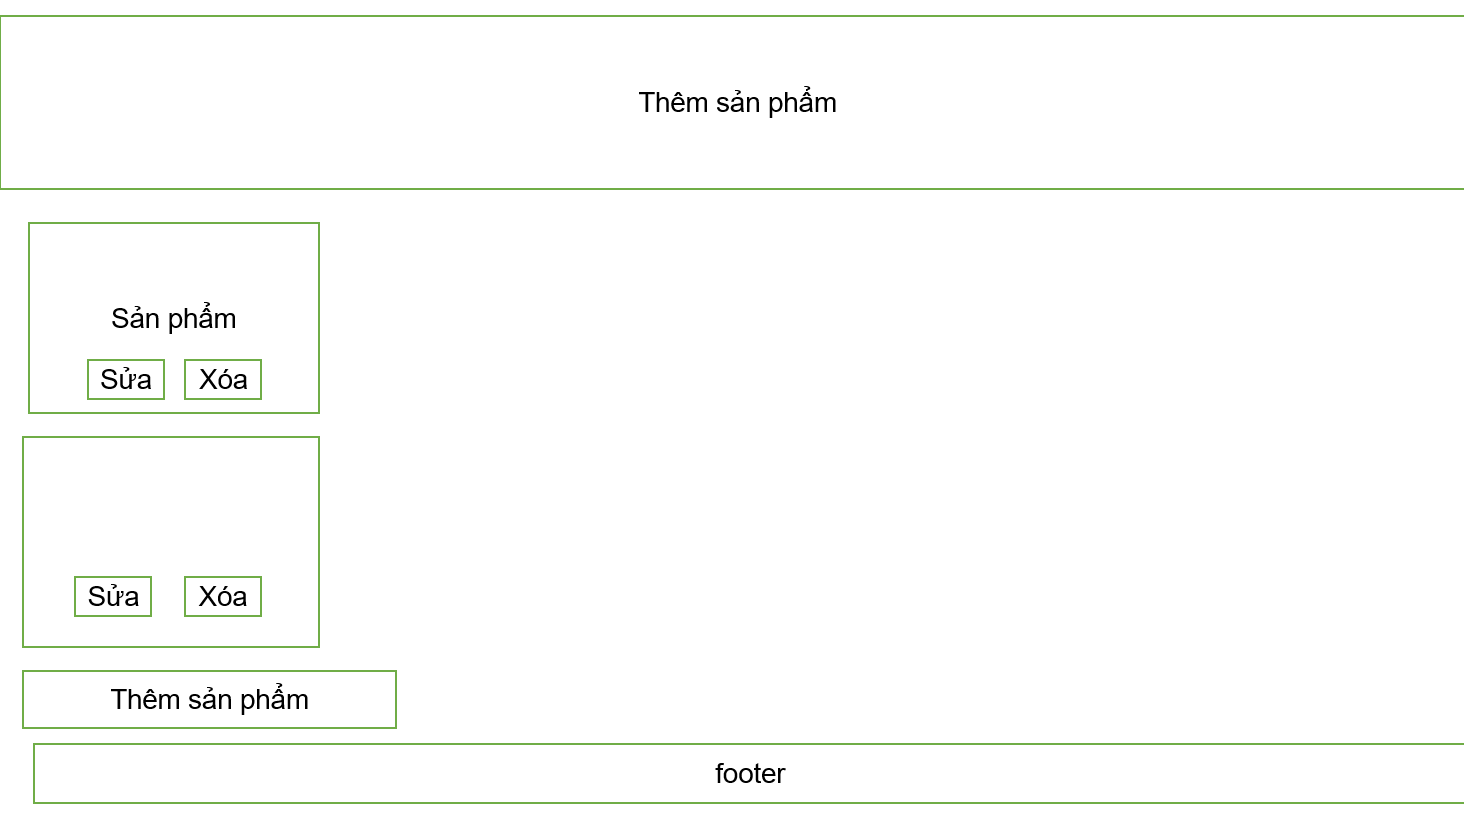 Thêm sản phẩm
Sản phẩm
Sửa
Xóa
Sửa
Xóa
Thêm sản phẩm
footer